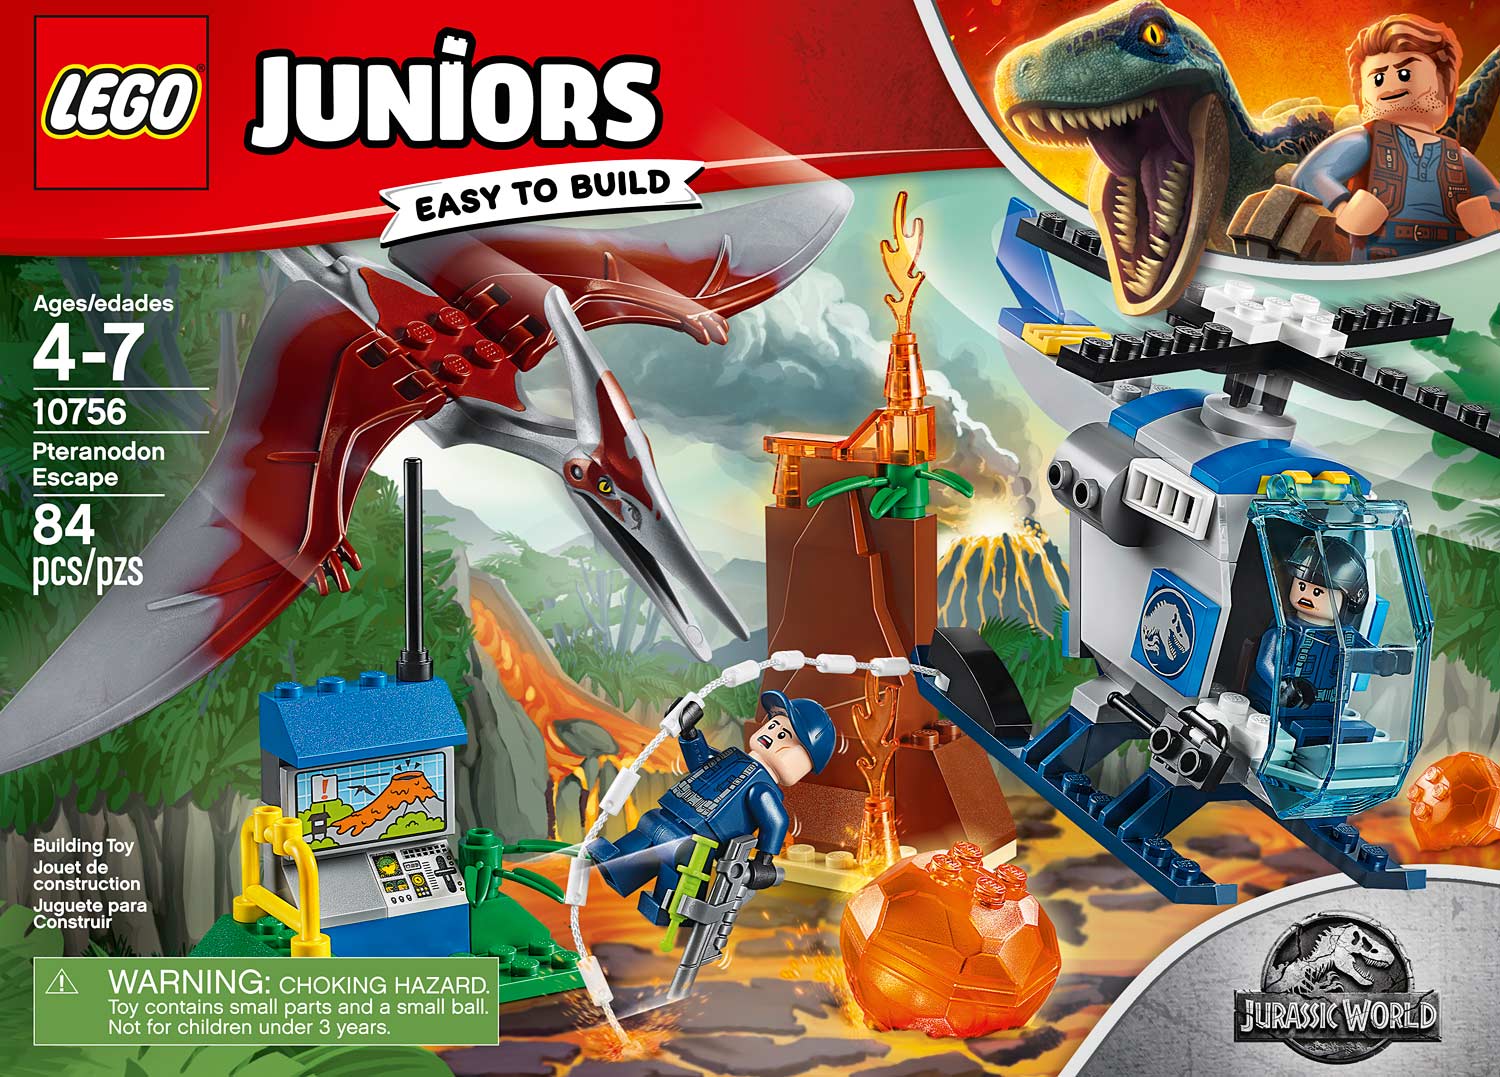 LEGO®
JUNIORS
EASY TO BUILD
Ages/edades
4-7
10756
Pteranodon
Escape
84
pcs/pzs
Building Toy
Jouet de
construction
Juguete para
Construir
WARNING: CHOKING HAZARD.
Toy contains small parts and a small ball.
Not for children under 3 years.
JURASSIC WORLD